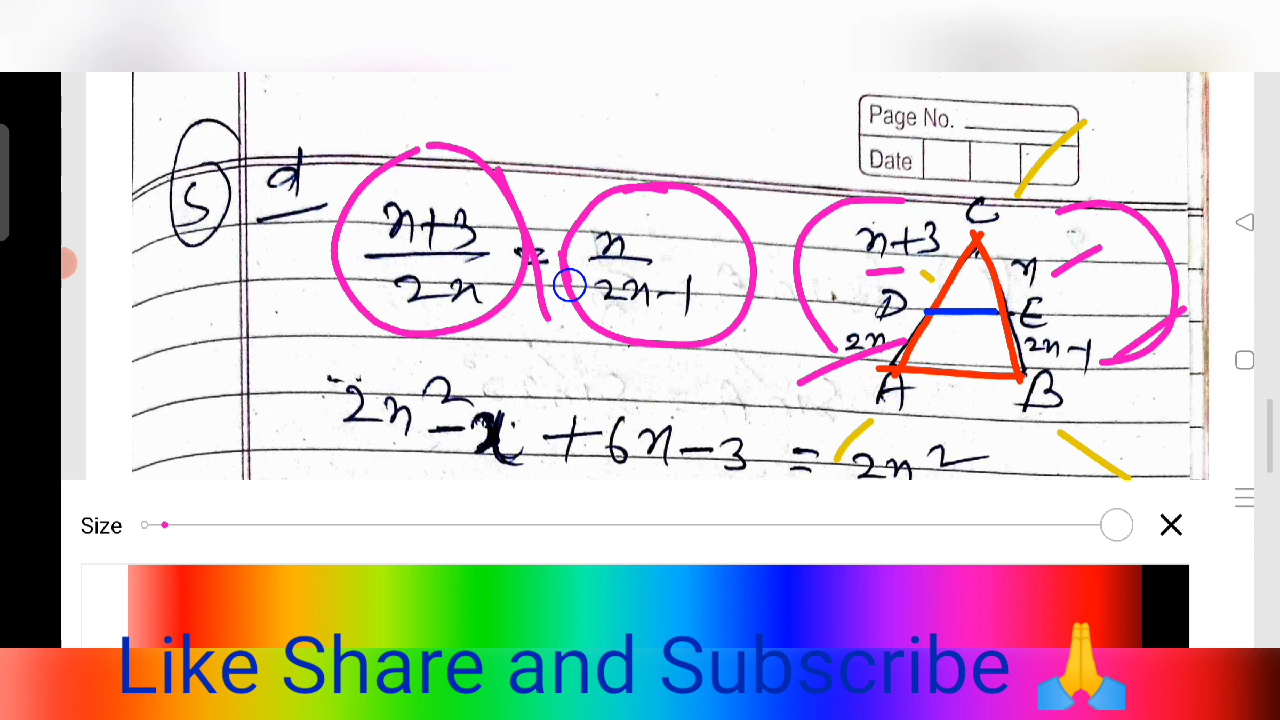 Page No.
Date
5 d
x+3/2x = x/2x-1
C
x+3
x
D
E
2x
2x-1
A
B
2x²-x+6x-3 = 2x²
Size
Like Share and Subscribe 🙏